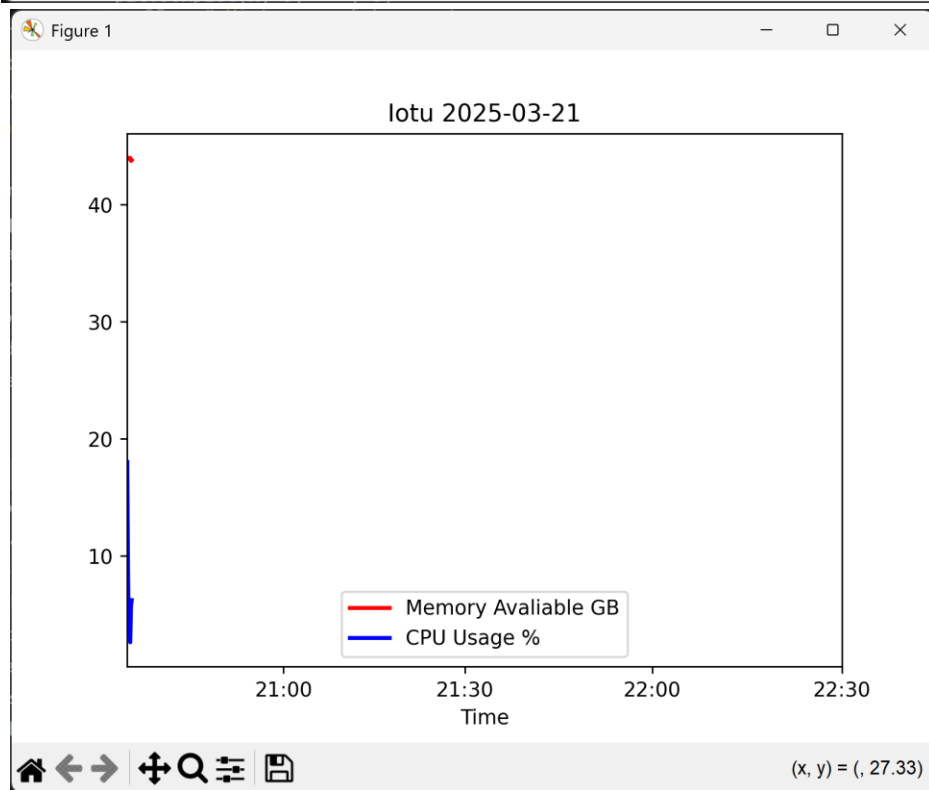 Figure 1
Iotu 2025-03-21
40
30
20
10
Memory Avaliable GB
CPU Usage %
21:00 21:30 22:00 22:30
Time
(x, y) = (, 27.33)